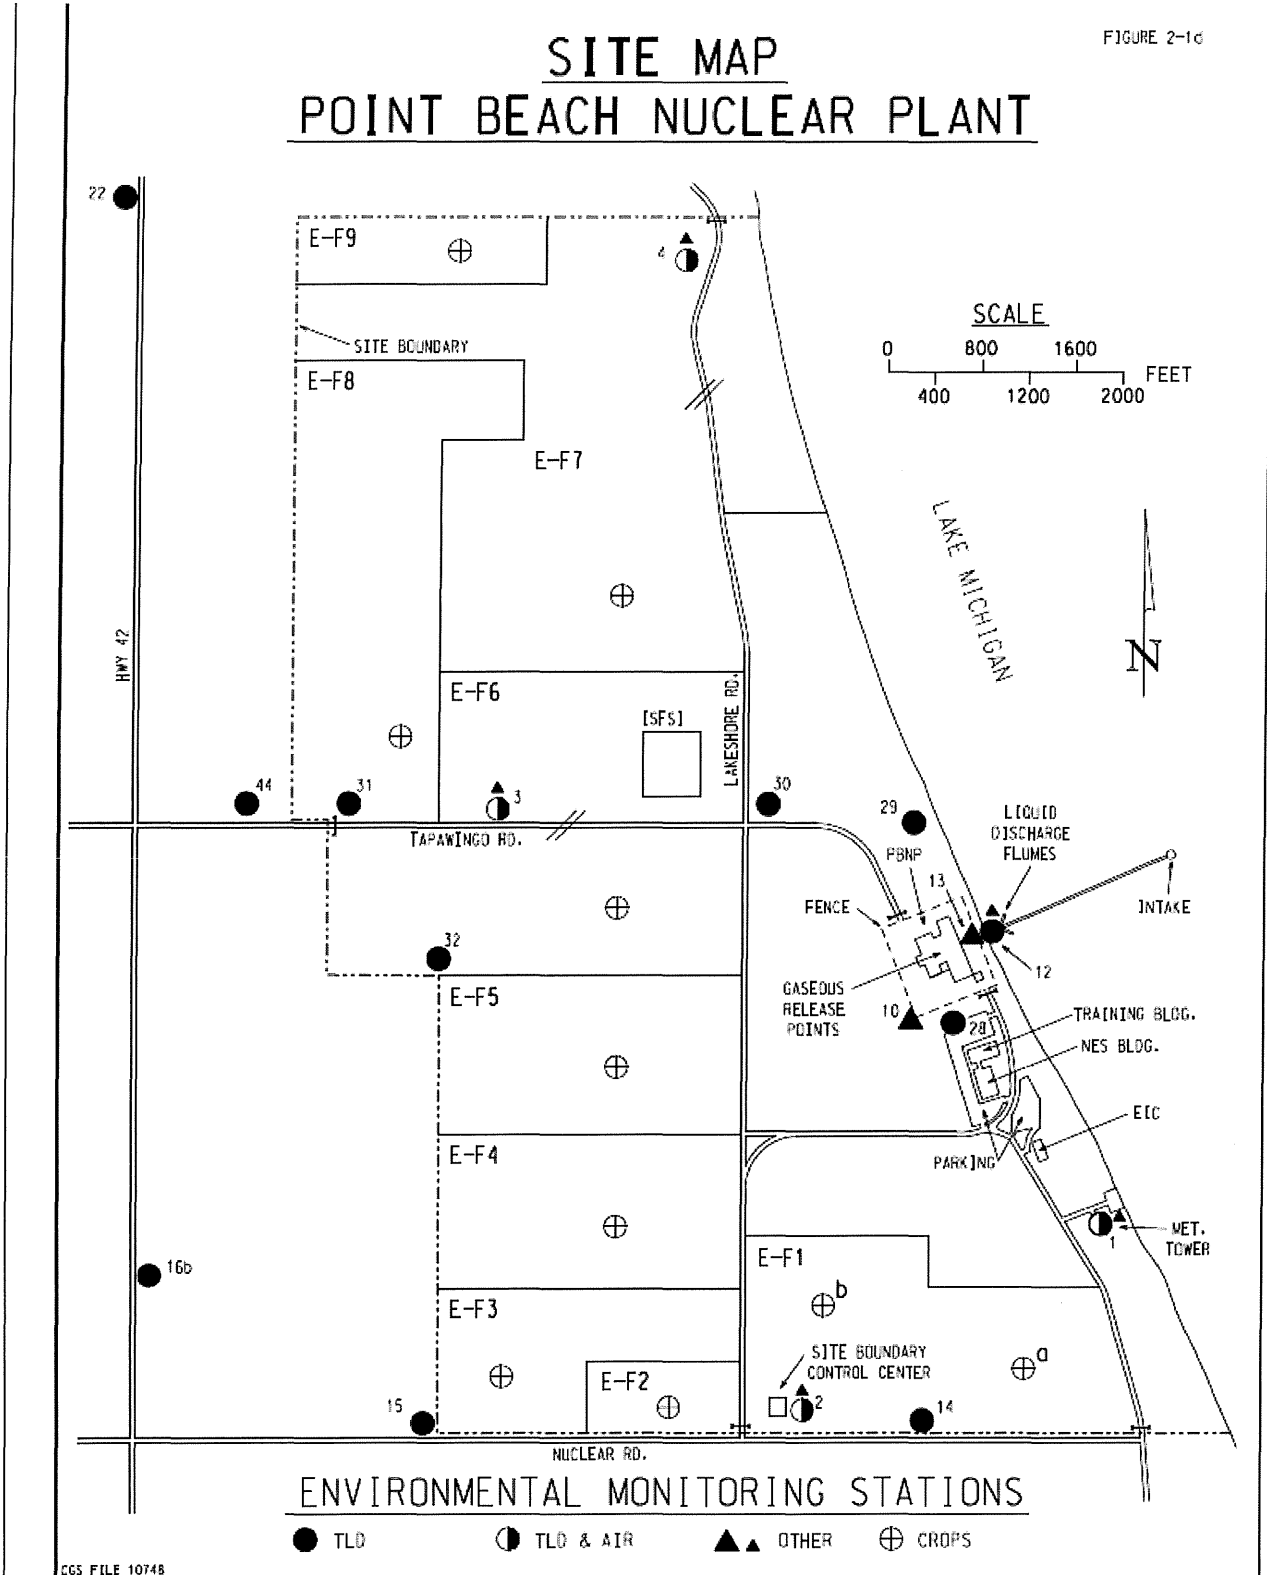 FIGURE 2-1d
SITE MAP
POINT BEACH NUCLEAR PLANT
22
E-F9
4
SITE BOUNDARY
SCALE
0 800 1600
FEET
400 1200 2000
E-F8
E-F7
LAKE MICHIGAN
HWY 42
N
E-F6
[SFS]
LAKESHORE RD.
44
31
3
30
29
LIQUID
DISCHARGE
FLUMES
TAPAWINGO RD.
PBNP
13
FENCE
INTAKE
32
12
GASEOUS
RELEASE
POINTS
10
E-F5
28
TRAINING BLDG.
NES BLDG.
EIC
E-F4
PARKING
1
MET.
TOWER
16b
E-F1
b
E-F3
SITE BOUNDARY
CONTROL CENTER
a
E-F2
2
15
14
NUCLEAR RD.
ENVIRONMENTAL MONITORING STATIONS
TLD TLD & AIR OTHER CROPS
CGS FILE 10748